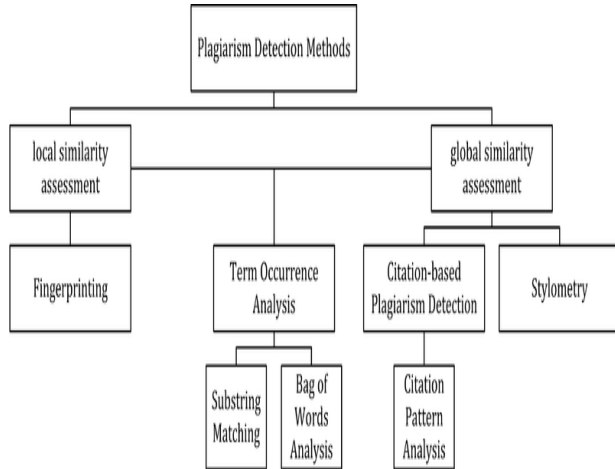 Plagiarism Detection Methods
local similarity
assessment
global similarity
assessment
Fingerprinting
Term Occurrence
Analysis
Citation-based
Plagiarism Detection
Stylometry
Substring
Matching
Bag of
Words
Analysis
Citation
Pattern
Analysis